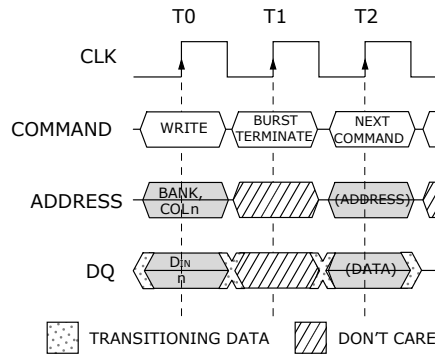 T0 T1 T2
CLK
COMMAND WRITE BURST TERMINATE NEXT COMMAND
ADDRESS BANK, COLn (ADDRESS)
DQ DIN n (DATA)
TRANSITIONING DATA DON'T CARE